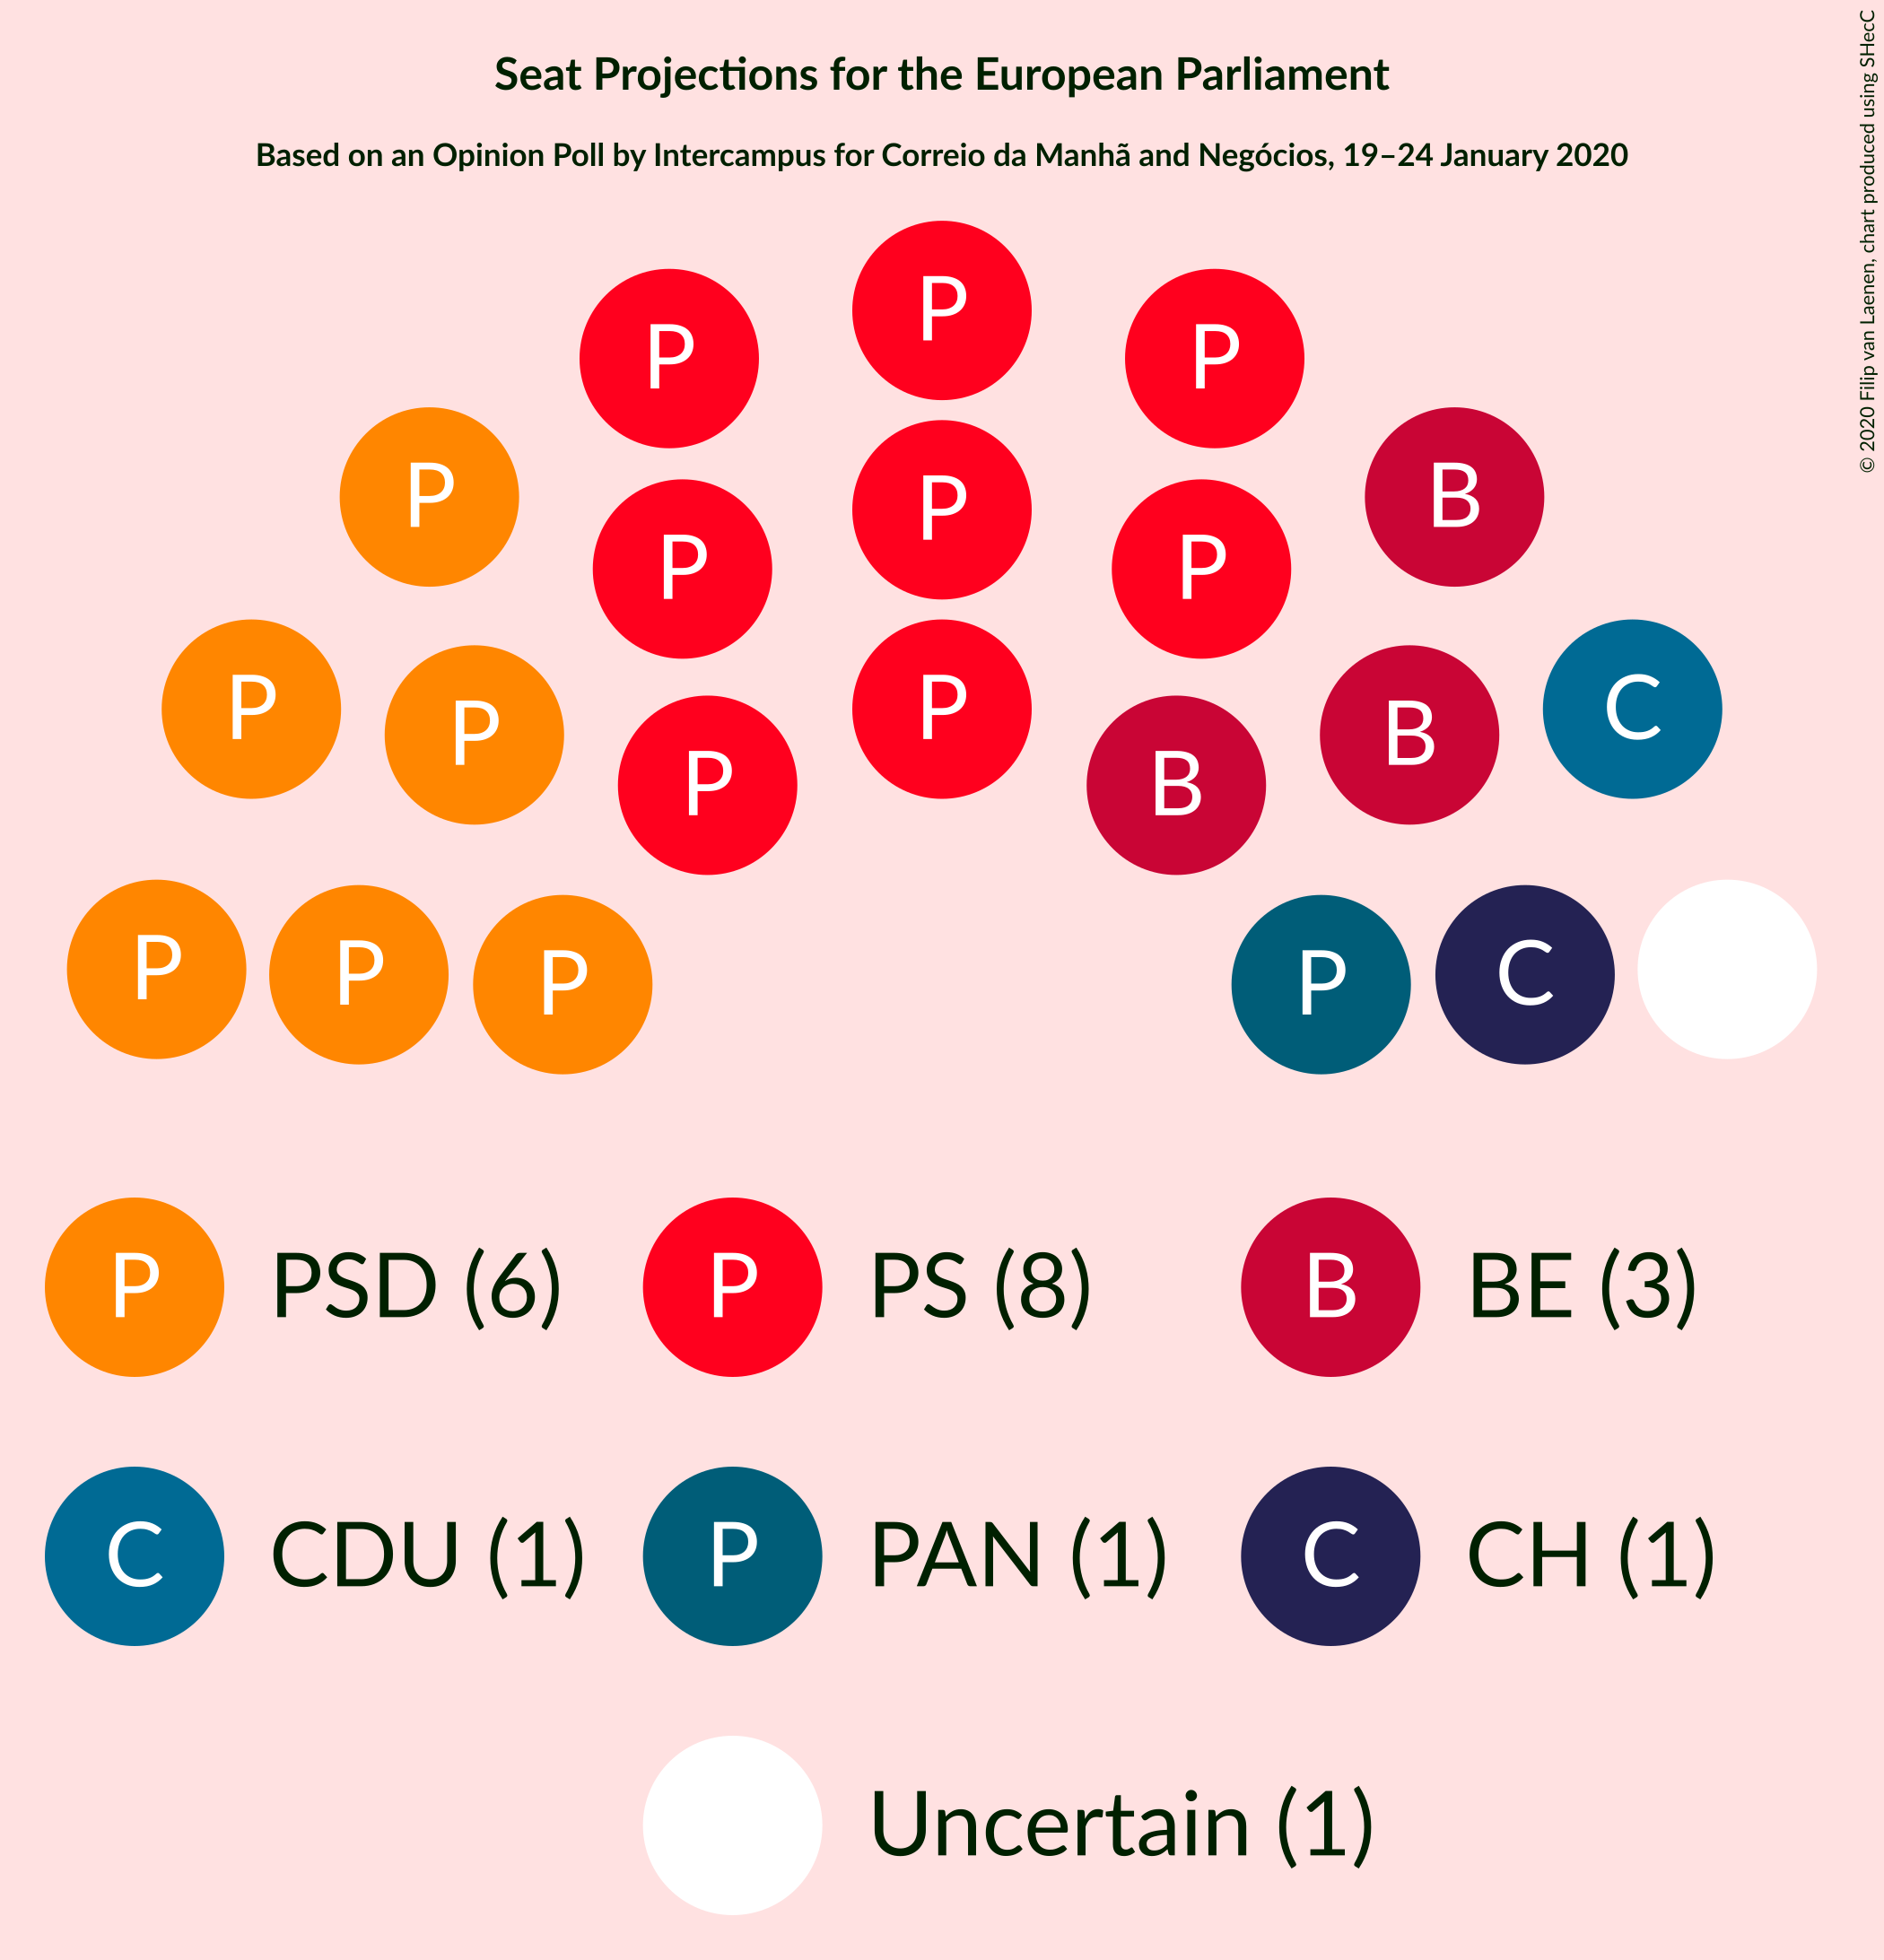 Seat Projections for the European Parliament
Based on an Opinion Poll by Intercampus for Correio da Manhã and Negócios, 19–24 January 2020
© 2020 Filip van Laenen, chart produced using SHecC
P
P P
P B
P
P P
P C
P
P B
P B
P
P P
P P C
P PSD (6) P PS (8) B BE (3)
C CDU (1) P PAN (1) C CH (1)
Uncertain (1)